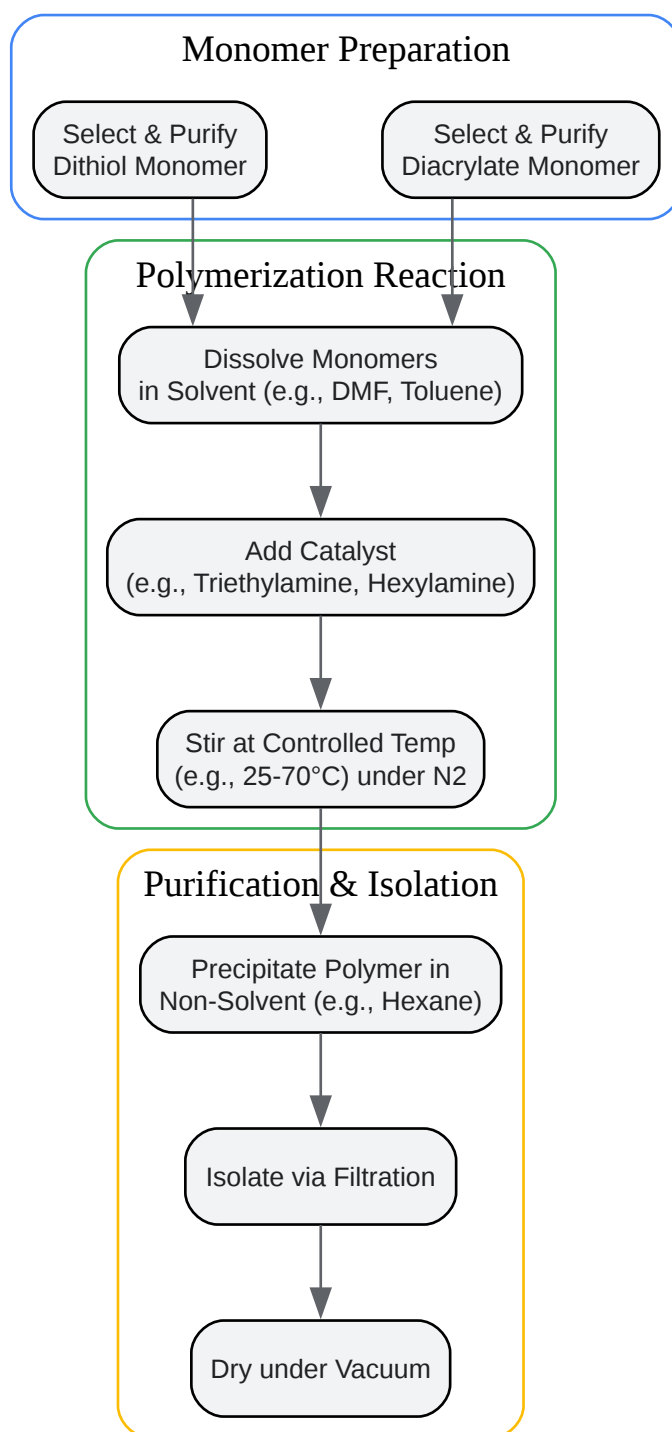 Monomer Preparation
Select & Purify
Dithiol Monomer
Select & Purify
Diacrylate Monomer
Polymerization Reaction
Dissolve Monomers
in Solvent (e.g., DMF, Toluene)
Add Catalyst
(e.g., Triethylamine, Hexylamine)
Stir at Controlled Temp
(e.g., 25-70°C) under N2
Purification & Isolation
Precipitate Polymer in
Non-Solvent (e.g., Hexane)
Isolate via Filtration
Dry under Vacuum